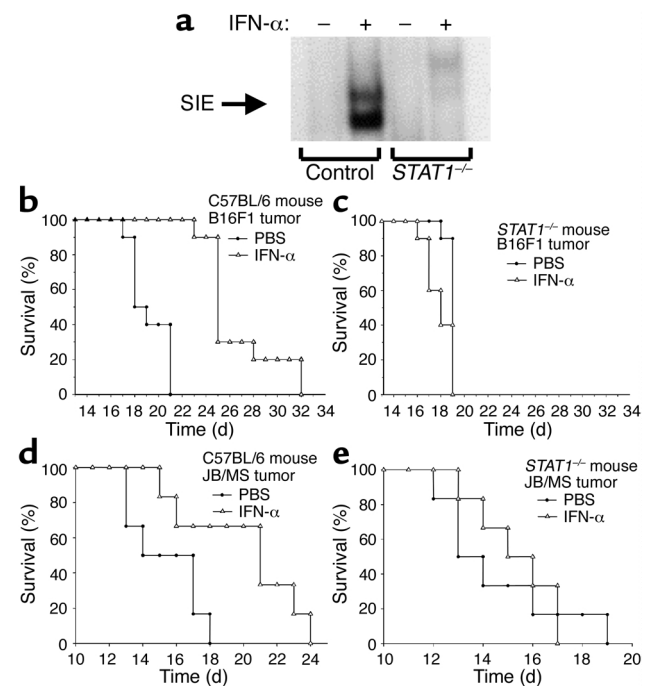 a
IFN-α: – + – +
SIE
Control STAT1–/–
b
C57BL/6 mouse
B16F1 tumor
PBS
IFN-α
Survival (%)
100
80
60
40
20
0
14 16 18 20 22 24 26 28 30 32 34
Time (d)
c
STAT1–/– mouse
B16F1 tumor
PBS
IFN-α
Survival (%)
100
80
60
40
20
0
14 16 18 20 22 24 26 28 30 32 34
Time (d)
d
C57BL/6 mouse
JB/MS tumor
PBS
IFN-α
Survival (%)
100
80
60
40
20
0
10 12 14 16 18 20 22 24
Time (d)
e
STAT1–/– mouse
JB/MS tumor
PBS
IFN-α
Survival (%)
100
80
60
40
20
0
10 12 14 16 18 20
Time (d)